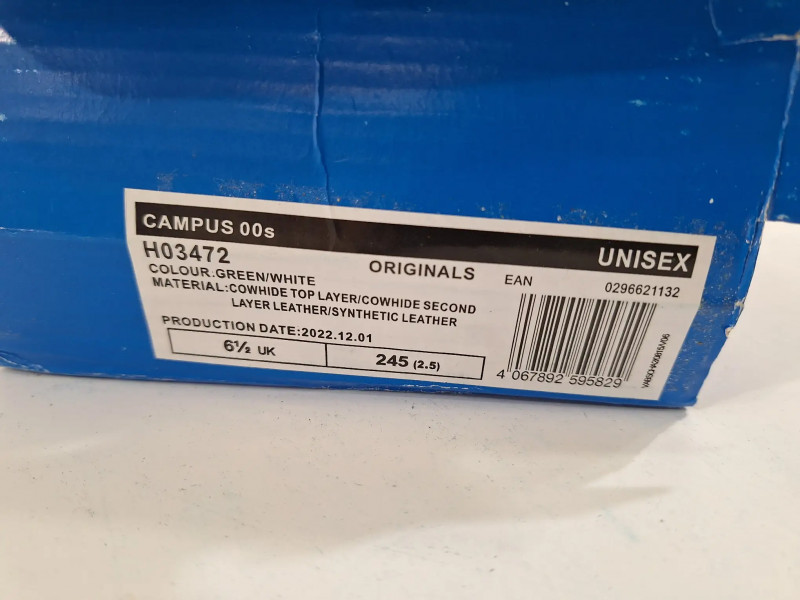 CAMPUS 00s
UNISEX
H03472
ORIGINALS
EAN
0296621132
COLOUR.GREEN/WHITE
MATERIAL:COWHIDE TOP LAYER/COWHIDE SECOND
LAYER LEATHER/SYNTHETIC LEATHER
PRODUCTION DATE:2022.12.01
6½ UK
245 (2.5)
4 067892 595829